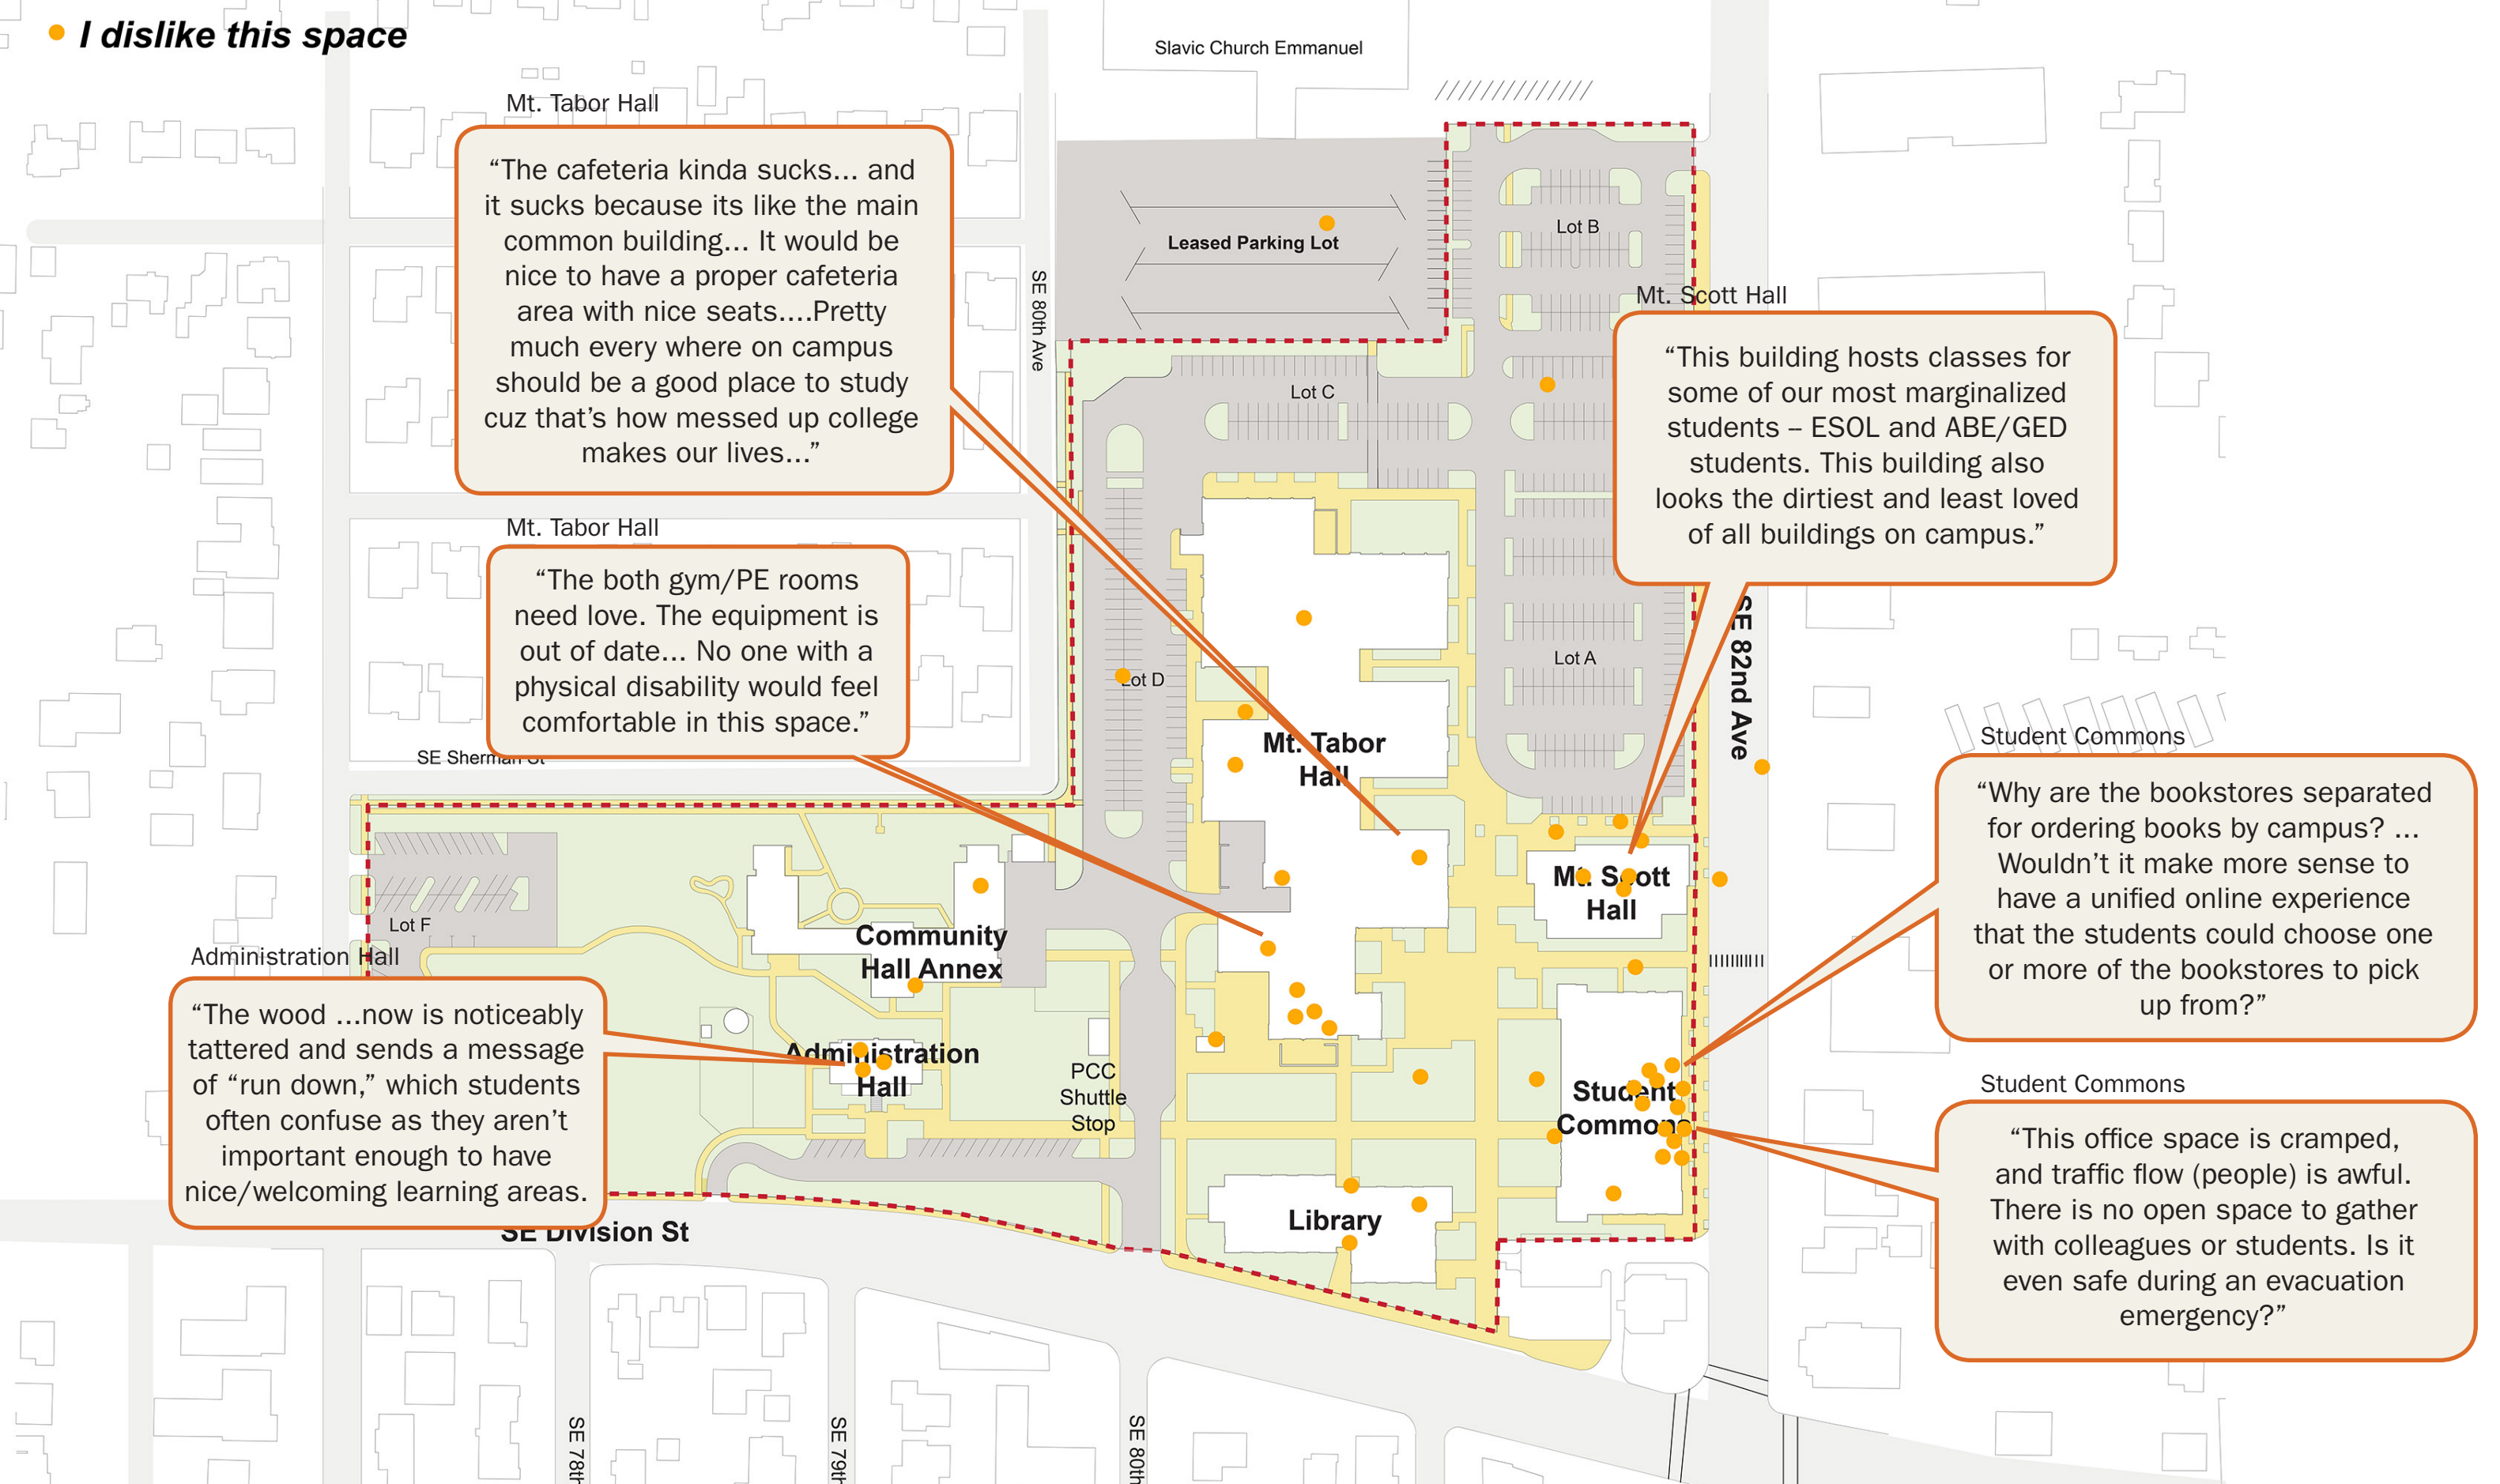 I dislike this space
Slavic Church Emmanuel
Mt. Tabor Hall
“The cafeteria kinda sucks... and
it sucks because its like the main
common building... It would be
nice to have a proper cafeteria
area with nice seats....Pretty
much every where on campus
should be a good place to study
cuz that’s how messed up college
makes our lives...”
Leased Parking Lot
Lot B
SE 80th Ave
Mt. Scott Hall
“This building hosts classes for
some of our most marginalized
students – ESOL and ABE/GED
students. This building also
looks the dirtiest and least loved
of all buildings on campus.”
Lot C
Mt. Tabor Hall
“The both gym/PE rooms
need love. The equipment is
out of date... No one with a
physical disability would feel
comfortable in this space.”
SE Sherman St
Lot D
Lot A
SE 82nd Ave
Mt. Tabor
Hall
Student Commons
“Why are the bookstores separated
for ordering books by campus? ...
Wouldn’t it make more sense to
have a unified online experience
that the students could choose one
or more of the bookstores to pick
up from?”
Mt. Scott
Hall
Lot F
Community
Hall Annex
Administration Hall
“The wood ...now is noticeably
tattered and sends a message
of “run down,” which students
often confuse as they aren’t
important enough to have
nice/welcoming learning areas.
Administration
Hall
PCC
Shuttle
Stop
Student
Commons
Student Commons
“This office space is cramped,
and traffic flow (people) is awful.
There is no open space to gather
with colleagues or students. Is it
even safe during an evacuation
emergency?”
Library
SE Division St
SE 78th
SE 79th
SE 80th